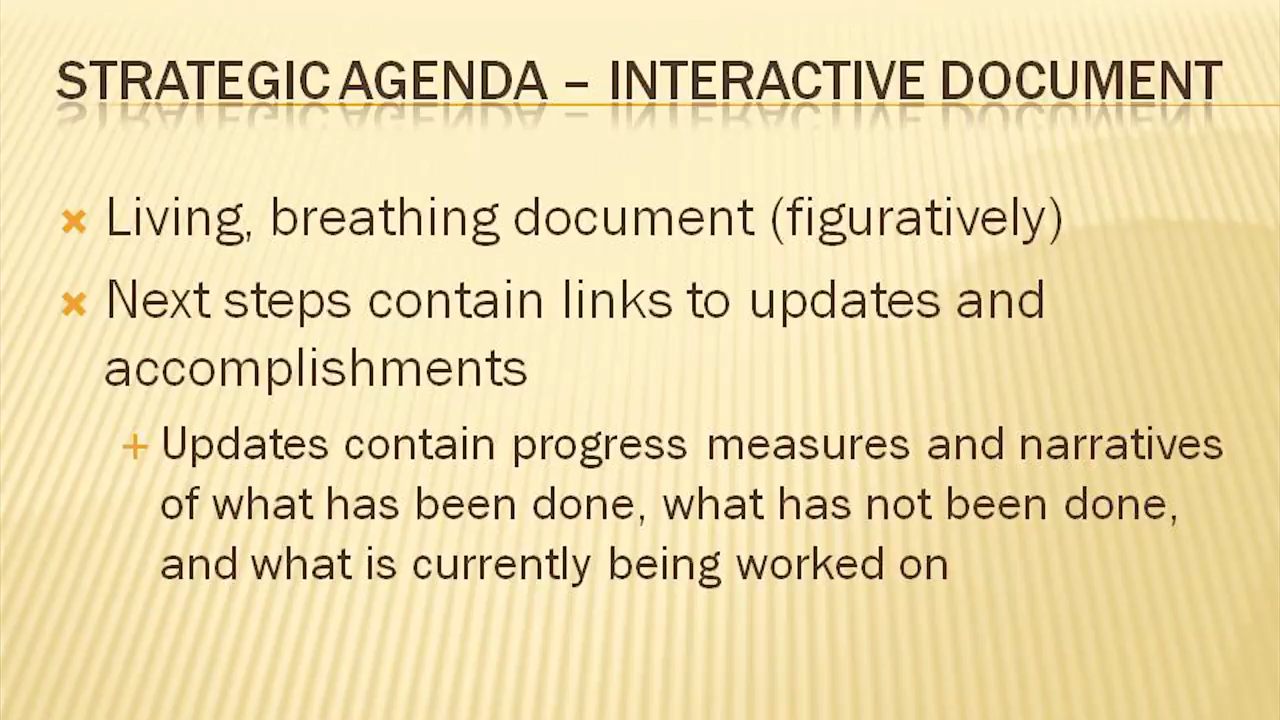 STRATEGIC AGENDA – INTERACTIVE DOCUMENT
Living, breathing document (figuratively)
Next steps contain links to updates and
accomplishments
Updates contain progress measures and narratives
of what has been done, what has not been done,
and what is currently being worked on